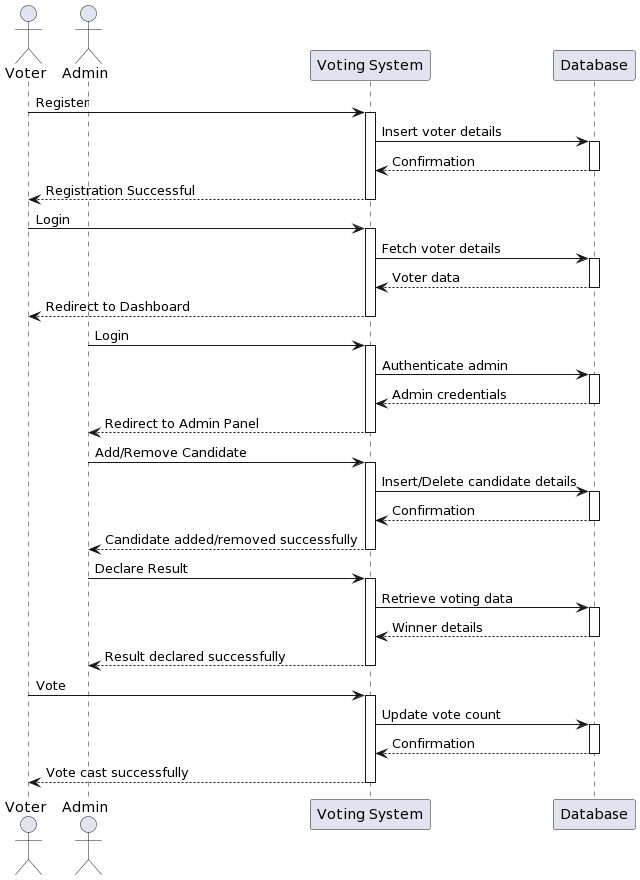 Voter Admin Voting System Database
Register
Insert voter details
Confirmation
Registration Successful
Login
Fetch voter details
Voter data
Redirect to Dashboard
Login
Authenticate admin
Admin credentials
Redirect to Admin Panel
Add/Remove Candidate
Insert/Delete candidate details
Confirmation
Candidate added/removed successfully
Declare Result
Retrieve voting data
Winner details
Result declared successfully
Vote
Update vote count
Confirmation
Vote cast successfully
Voter Admin Voting System Database